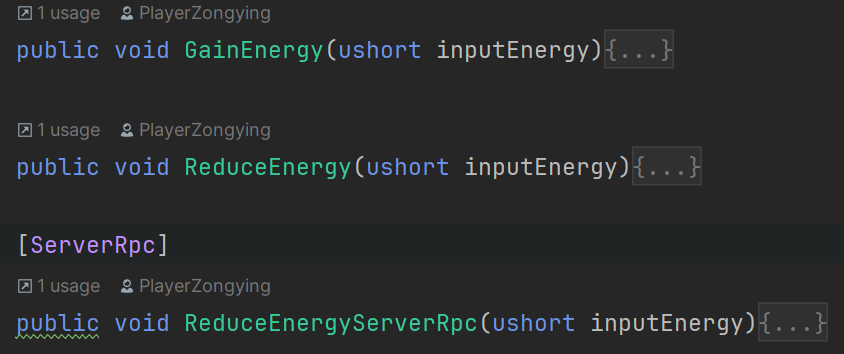 1 usage PlayerZongying
public void GainEnergy(ushort inputEnergy){...}
1 usage PlayerZongying
public void ReduceEnergy(ushort inputEnergy){...}
[ServerRpc]
1 usage PlayerZongying
public void ReduceEnergyServerRpc(ushort inputEnergy){...}